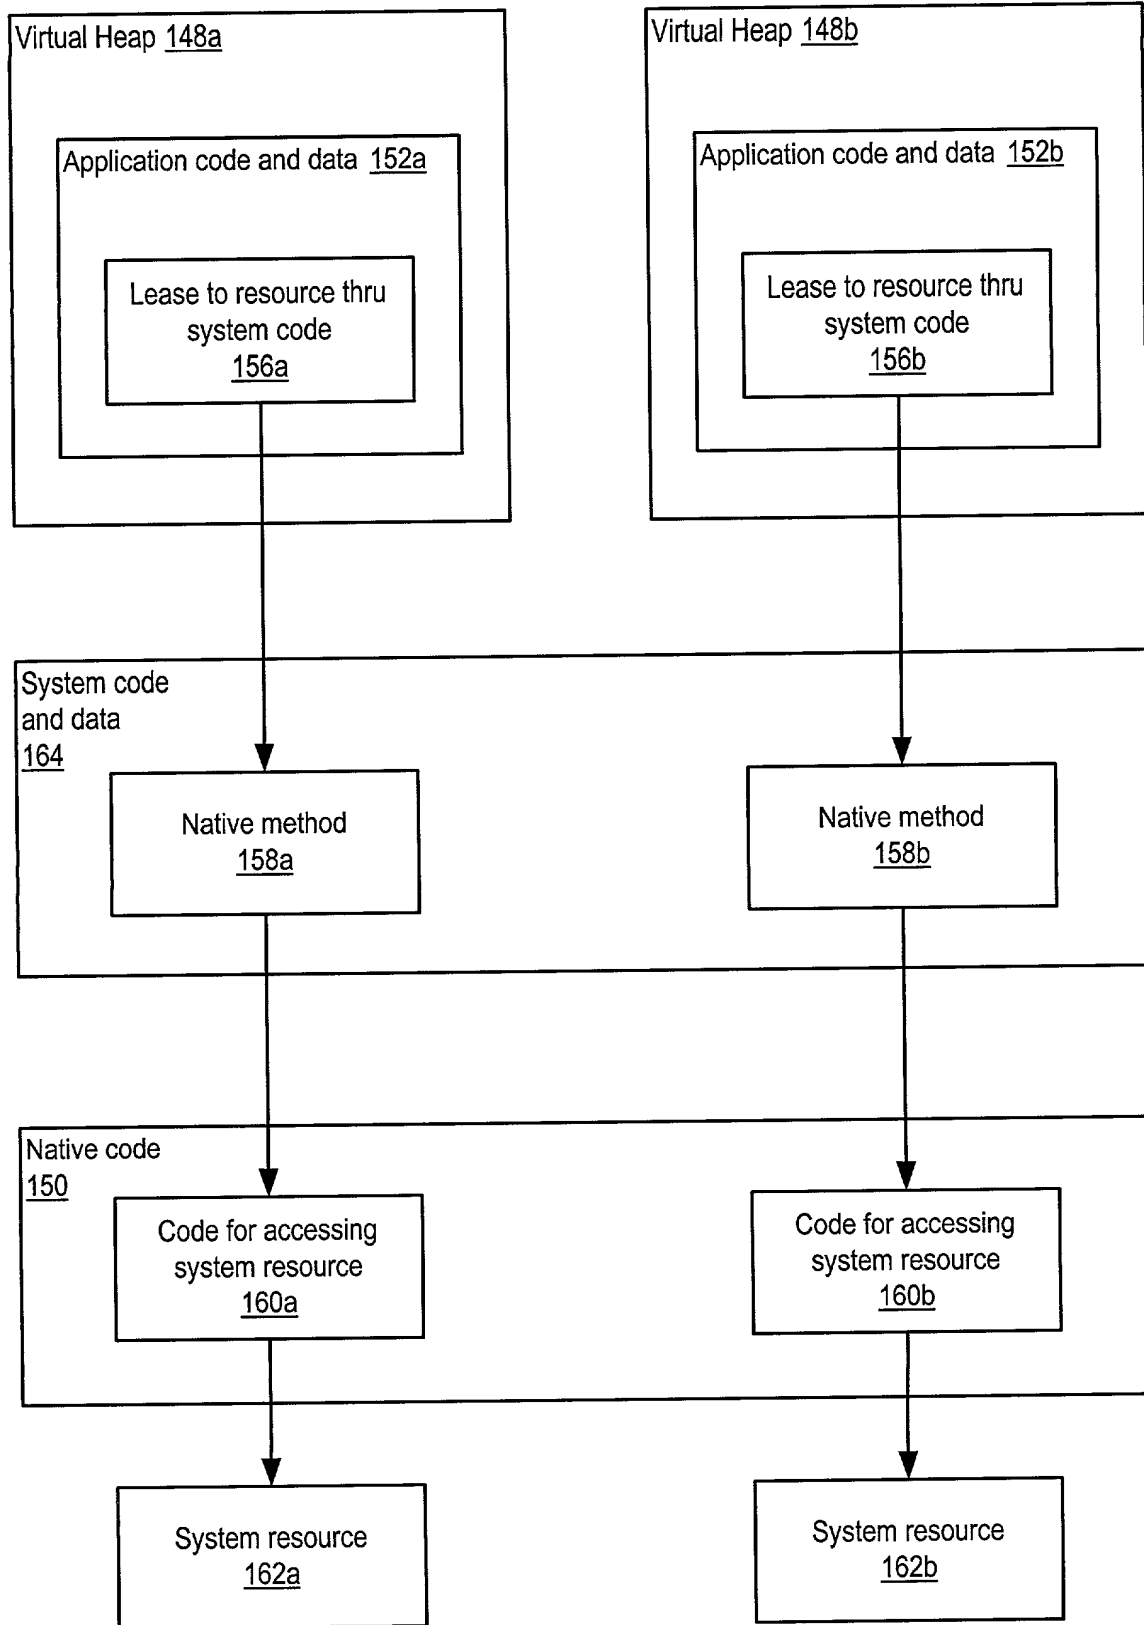 Virtual Heap 148a
Application code and data 152a
Lease to resource thru
system code
156a
Virtual Heap 148b
Application code and data 152b
Lease to resource thru
system code
156b
System code
and data
164
Native method
158a
Native method
158b
Native code
150
Code for accessing
system resource
160a
Code for accessing
system resource
160b
System resource
162a
System resource
162b